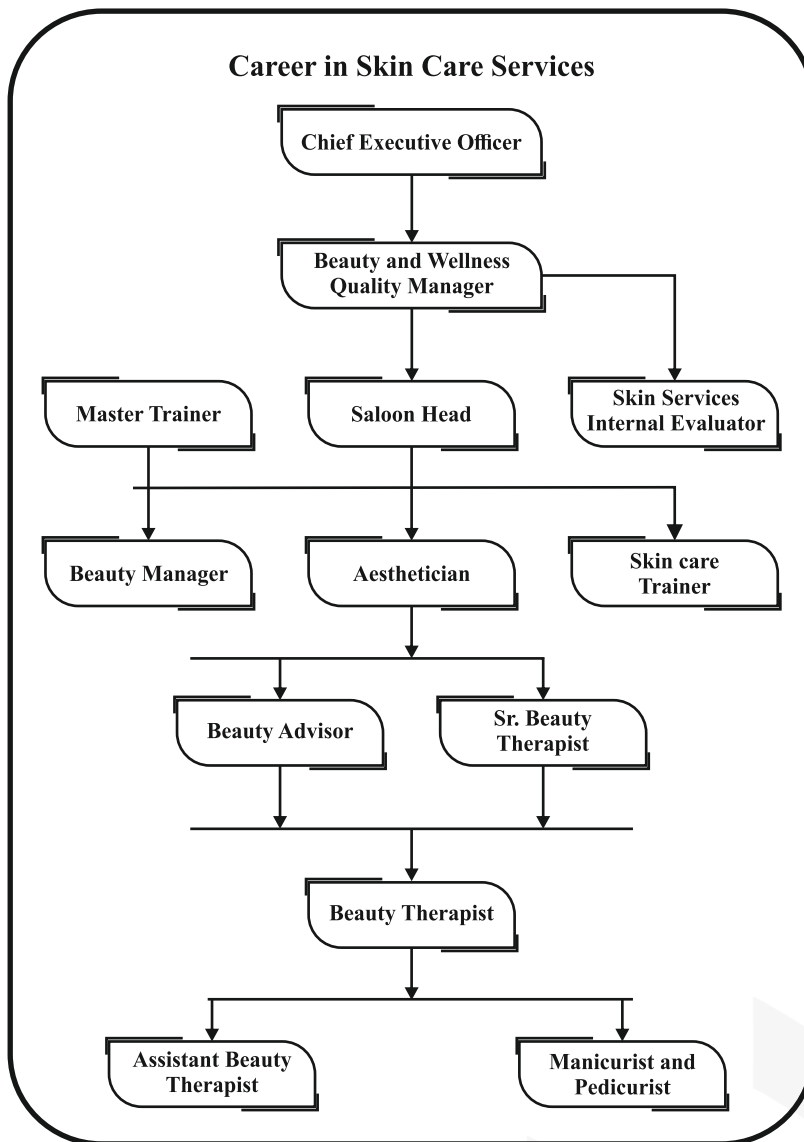 Career in Skin Care Services
Chief Executive Officer
Beauty and Wellness
Quality Manager
Master Trainer
Saloon Head
Skin Services
Internal Evaluator
Beauty Manager
Aesthetician
Skin care
Trainer
Beauty Advisor
Sr. Beauty
Therapist
Beauty Therapist
Assistant Beauty
Therapist
Manicurist and
Pedicurist